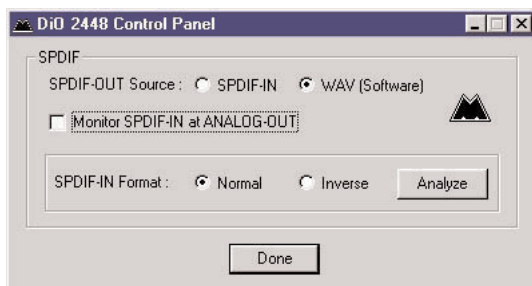 DiO 2448 Control Panel
SPDIF
SPDIF-OUT Source : SPDIF-IN WAV (Software)
Monitor SPDIF-IN at ANALOG-OUT
SPDIF-IN Format : Normal Inverse Analyze
Done